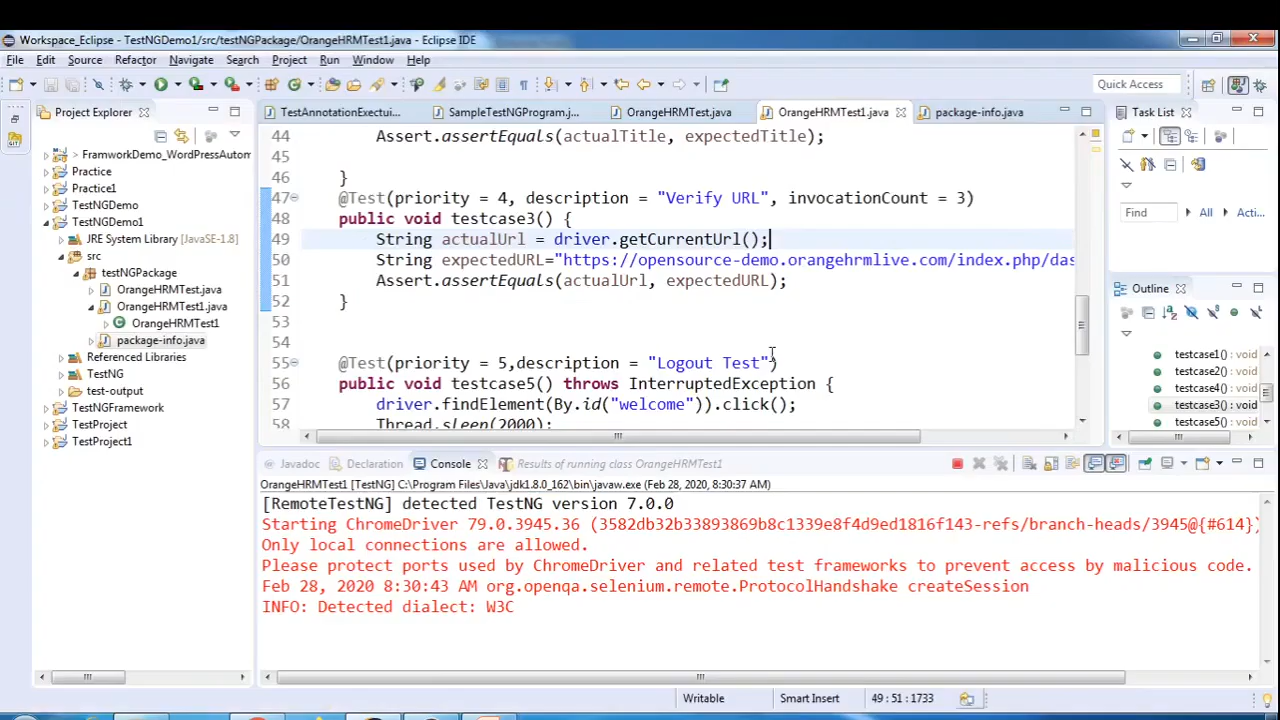 Workspace_Eclipse - TestNGDemo1/src/testNGPackage/OrangeHRMTest1.java - Eclipse IDE
File Edit Source Refactor Navigate Search Project Run Window Help
Quick Access
Project Explorer
TestAnnotationExectui... SampleTestNGProgram.j... OrangeHRMTest.java OrangeHRMTest1.java package-info.java
Task List
> FramworkDemo_WordPressAutom
Practice
Practice1
TestNGDemo
TestNGDemo1
JRE System Library [JavaSE-1.8]
src
testNGPackage
OrangeHRMTest.java
OrangeHRMTest1.java
OrangeHRMTest1
package-info.java
Referenced Libraries
TestNG
test-output
TestNGFramework
TestProject
TestProject1
44 Assert.assertEquals(actualTitle, expectedTitle);
45
46 }
47 @Test(priority = 4, description = "Verify URL", invocationCount = 3)
48 public void testcase3() {
49 String actualUrl = driver.getCurrentUrl();
50 String expectedURL="https://opensource-demo.orangehrmlive.com/index.php/das
51 Assert.assertEquals(actualUrl, expectedURL);
52 }
53
54
55 @Test(priority = 5,description = "Logout Test")
56 public void testcase5() throws InterruptedException {
57 driver.findElement(By.id("welcome")).click();
58 Thread.sleep(2000);
Find All Acti...
Outline
testcase1() : void
testcase2() : void
testcase4() : void
testcase3() : void
testcase5() : void
Javadoc Declaration Console Results of running class OrangeHRMTest1
OrangeHRMTest1 [TestNG] C:\Program Files\Java\jdk1.8.0_162\bin\javaw.exe (Feb 28, 2020 8:30:37 AM)
[RemoteTestNG] detected TestNG version 7.0.0
Starting ChromeDriver 79.0.3945.36 (3582db32b33893869b8c1339e8f4d9ed1816f143-refs/branch-heads/3945@{#614})
Only local connections are allowed.
Please protect ports used by ChromeDriver and related test frameworks to prevent access by malicious code.
Feb 28, 2020 8:30:43 AM org.openqa.selenium.remote.ProtocolHandshake createSession
INFO: Detected dialect: W3C
Writable Smart Insert 49 : 51 : 1733